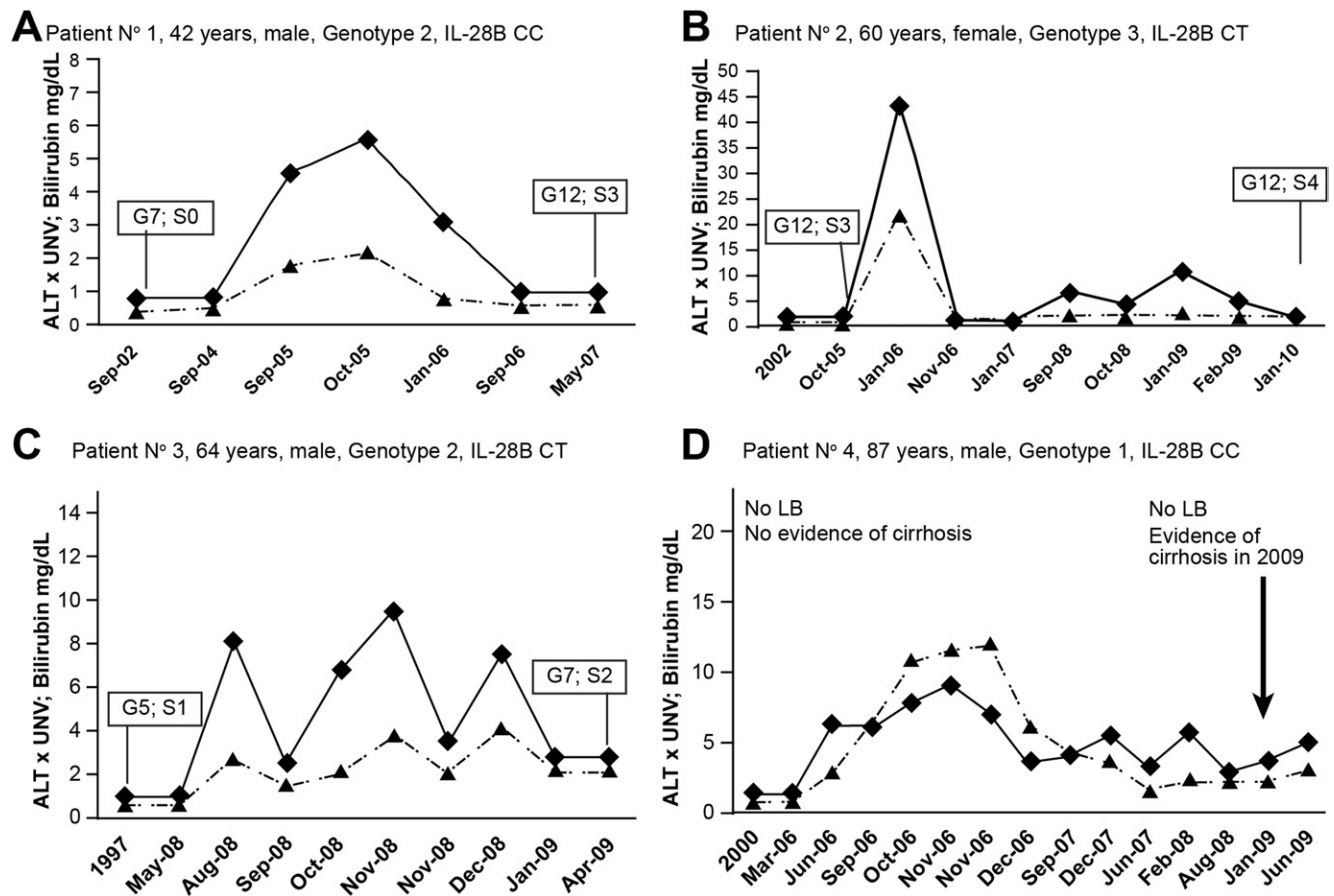 A Patient Nº 1, 42 years, male, Genotype 2, IL-28B CC
ALT x UNV; Bilirubin mg/dL
8
7
6
5
4
3
2
1
0
G7; S0
G12; S3
Sep-02
Sep-04
Sep-05
Oct-05
Jan-06
Sep-06
May-07
B Patient Nº 2, 60 years, female, Genotype 3, IL-28B CT
ALT x UNV; Bilirubin mg/dL
50
45
40
35
30
25
20
15
10
5
0
G12; S3
G12; S4
2002
Oct-05
Jan-06
Nov-06
Jan-07
Sep-08
Oct-08
Jan-09
Feb-09
Jan-10
C Patient Nº 3, 64 years, male, Genotype 2, IL-28B CT
ALT x UNV; Bilirubin mg/dL
14
12
10
8
6
4
2
0
G5; S1
G7; S2
1997
May-08
Aug-08
Sep-08
Oct-08
Nov-08
Nov-08
Dec-08
Jan-09
Apr-09
D Patient Nº 4, 87 years, male, Genotype 1, IL-28B CC
ALT x UNV; Bilirubin mg/dL
20
15
10
5
0
No LB
No evidence of cirrhosis
No LB
Evidence of
cirrhosis in 2009
2000
Mar-06
Jun-06
Sep-06
Oct-06
Nov-06
Nov-06
Dec-06
Sep-07
Dec-07
Jun-07
Feb-08
Aug-08
Jan-09
Jun-09